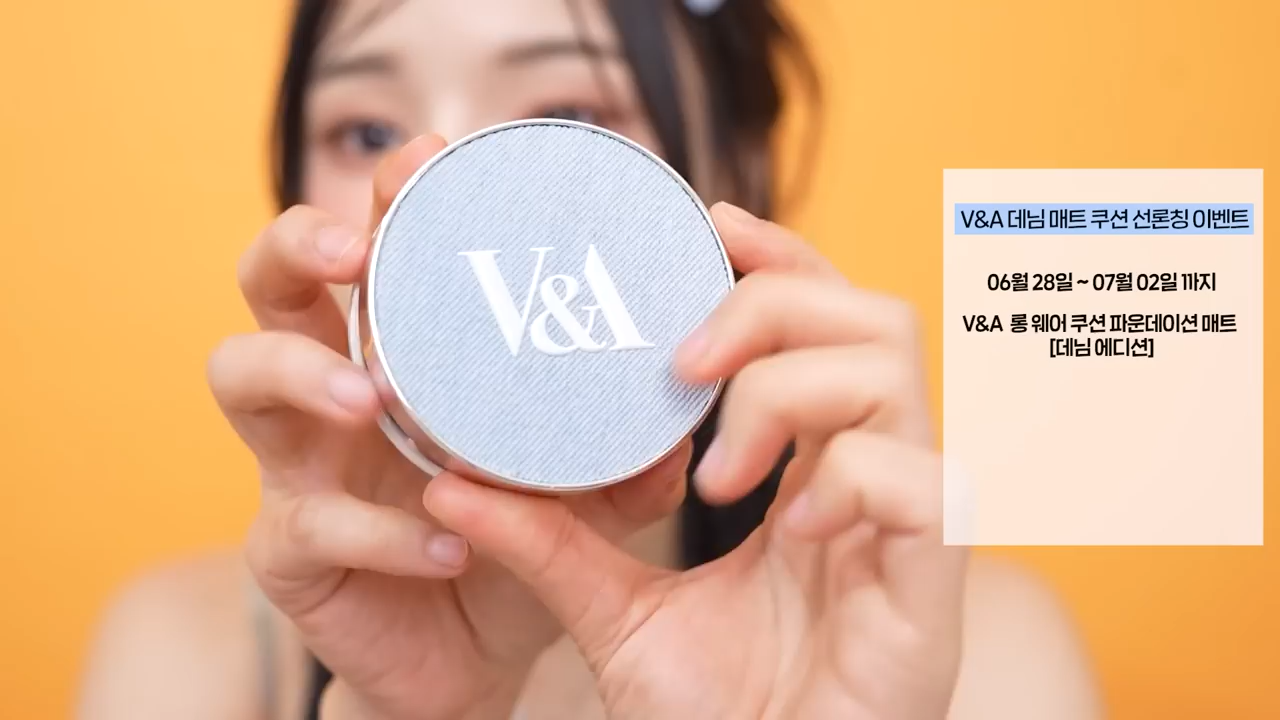 V&A
V&A 데님 매트 쿠션 선론칭 이벤트
06월 28일 ~ 07월 02일 까지
V&A 롱 웨어 쿠션 파운데이션 매트
[데님 에디션]